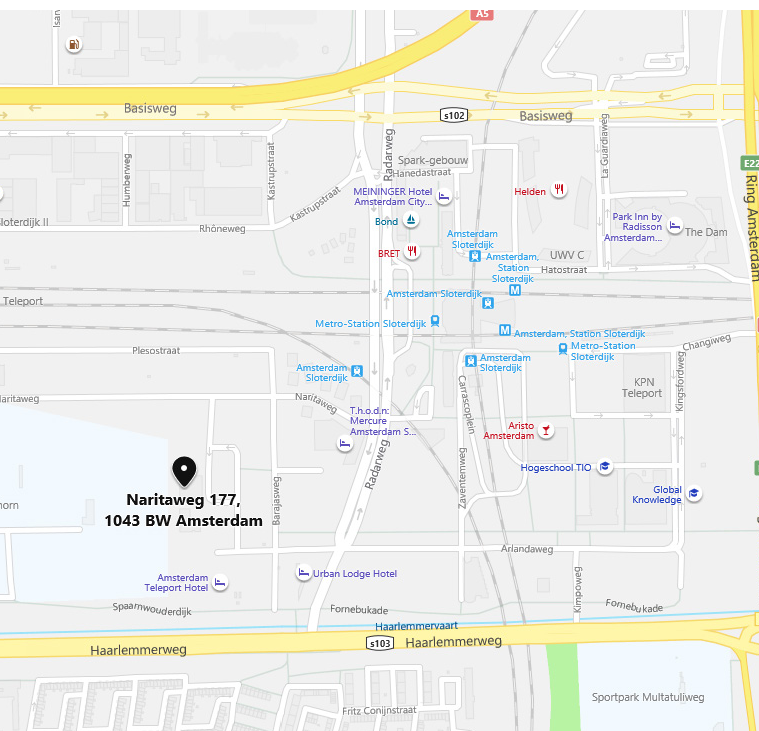 A5
Basisweg
s102
Basisweg
Radarweg
La Guardiaweg
E22
Ring Amsterdam
Humberweg
Kastrupstraat
Kastrupstraat
Spark-gebouw
Hanedastraat
MEININGER Hotel
Amsterdam City...
Helden
Bond
Park Inn by
Radisson
Amsterdam...
The Dam
loterdijk II
Rhôneweg
Amsterdam
Sloterdijk
BRET
Amsterdam,
Station
Sloterdijk
UWV C
Hatostraat
Teleport
Amsterdam Sloterdijk
Metro-Station Sloterdijk
Amsterdam, Station Sloterdijk
Metro-Station
Sloterdijk
Changiweg
Plesostraat
Amsterdam
Sloterdijk
Amsterdam
Sloterdijk
KPN
Teleport
Kingsfordweg
Carrascoplein
Naritaweg
Naritaweg
T.h.o.d.n:
Mercure
Amsterdam S...
Aristo
Amsterdam
Radarweg
Zaventemweg
Hogeschool TIO
Global
Knowledge
Barajasweg
Naritaweg 177,
1043 BW Amsterdam
horn
Arlandaweg
Amsterdam
Teleport Hotel
Urban Lodge Hotel
Kimpoweg
Spaarnwouderdijk
Fornebukade
Fornebukade
Haarlemmervaart
s103
Haarlemmerweg
Haarlemmerweg
Sportpark Multatuliweg
Fritz Conijnstraat